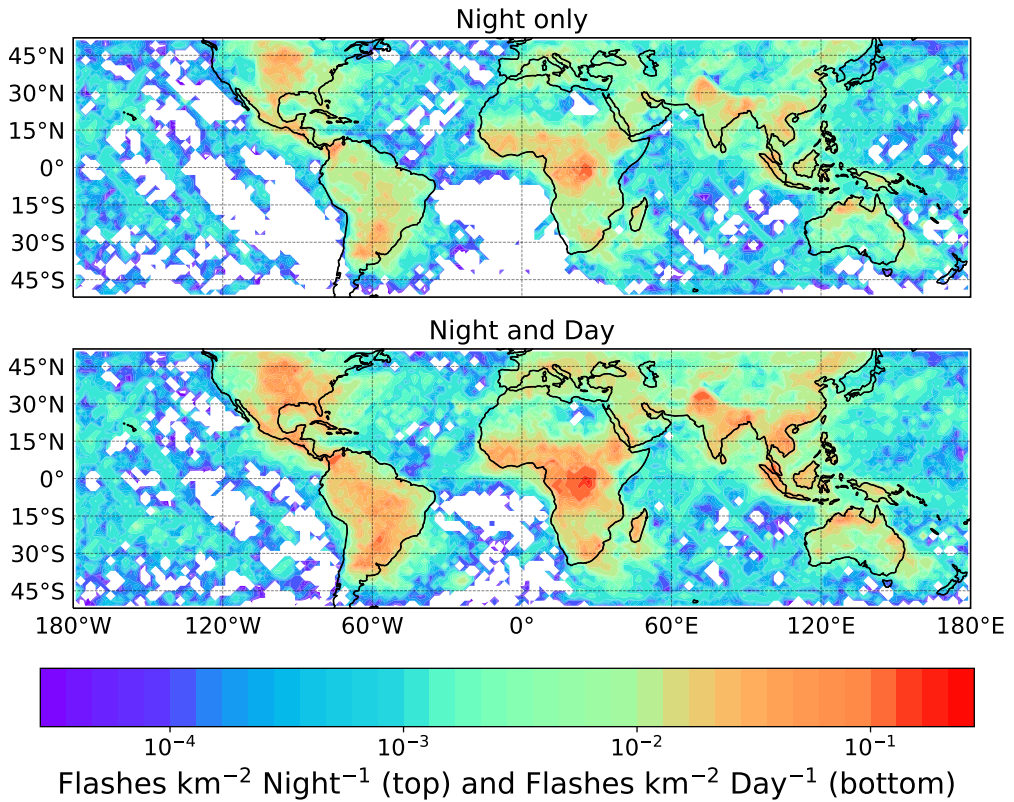 Night only
45°N
30°N
15°N
0°
15°S
30°S
45°S
Night and Day
45°N
30°N
15°N
0°
15°S
30°S
45°S
180°W 120°W 60°W 0° 60°E 120°E 180°E
10⁻⁴ 10⁻³ 10⁻² 10⁻¹
Flashes km⁻² Night⁻¹ (top) and Flashes km⁻² Day⁻¹ (bottom)